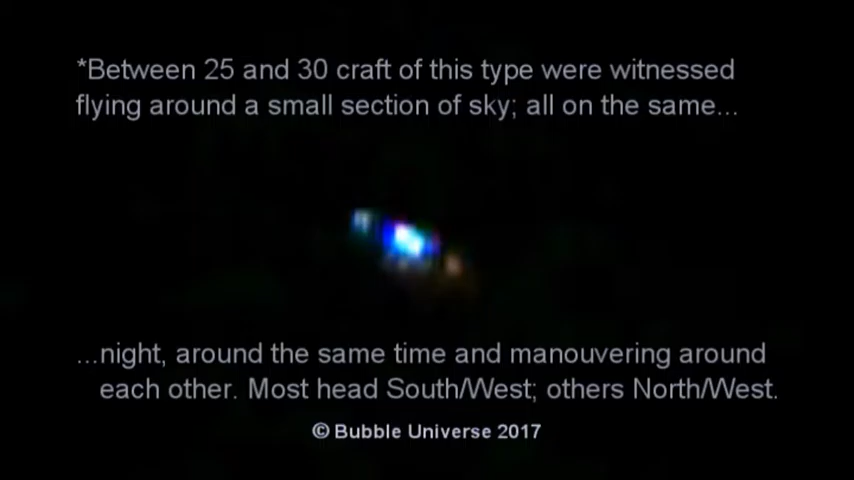 *Between 25 and 30 craft of this type were witnessed
flying around a small section of sky; all on the same...
...night, around the same time and manouvering around
each other. Most head South/West; others North/West.
© Bubble Universe 2017